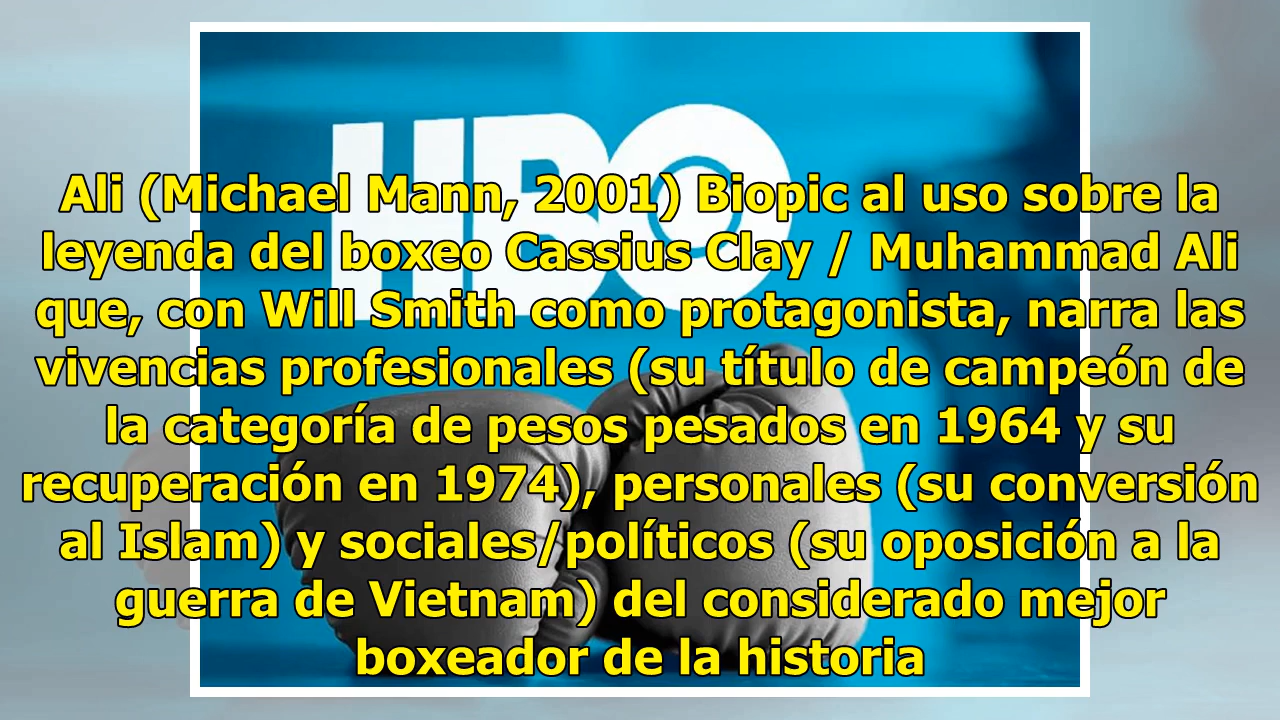 HBO
Ali (Michael Mann, 2001) Biopic al uso sobre la
leyenda del boxeo Cassius Clay / Muhammad Ali
que, con Will Smith como protagonista, narra las
vivencias profesionales (su título de campeón de
la categoría de pesos pesados en 1964 y su
recuperación en 1974), personales (su conversión
al Islam) y sociales/políticos (su oposición a la
guerra de Vietnam) del considerado mejor
boxeador de la historia